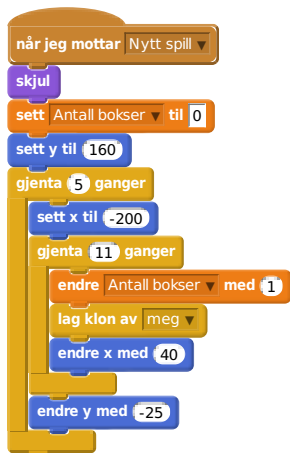 når jeg mottar Nytt spill
skjul
sett Antall bokser til 0
sett y til 160
gjenta 5 ganger
sett x til -200
gjenta 11 ganger
endre Antall bokser med 1
lag klon av meg
endre x med 40
endre y med -25